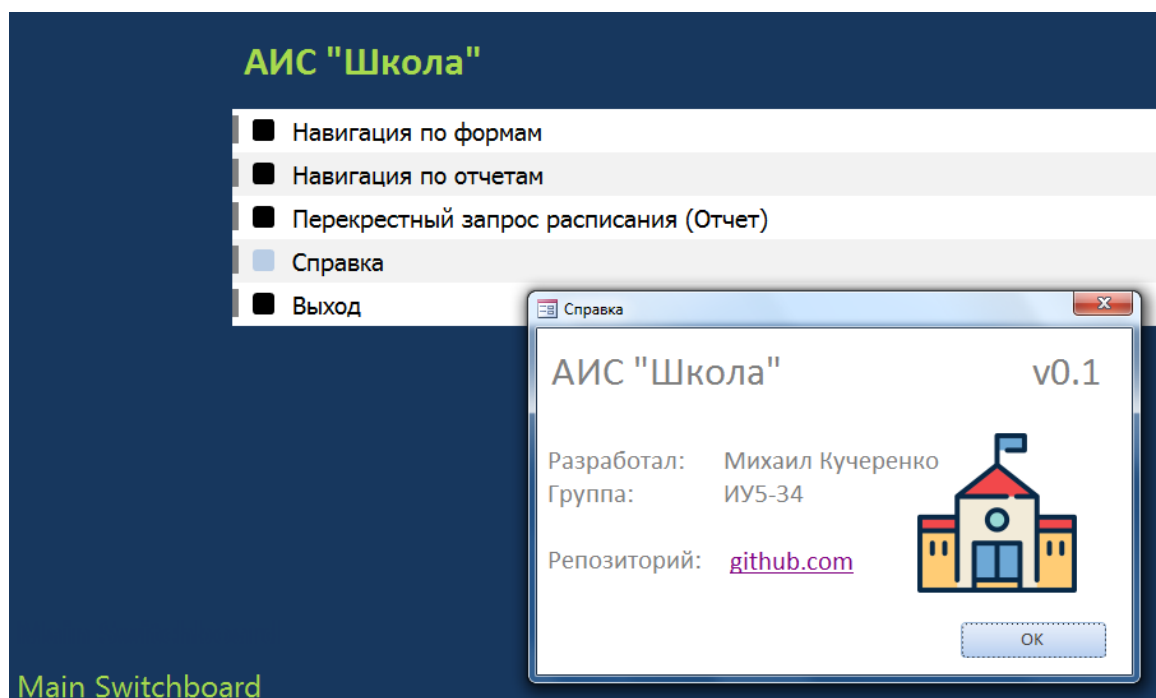 АИС "Школа"
Навигация по формам
Навигация по отчетам
Перекрестный запрос расписания (Отчет)
Справка
Выход
Справка
АИС "Школа" v0.1
Разработал: Михаил Кучеренко
Группа: ИУ5-34
Репозиторий: github.com
ОК
Main Switchboard